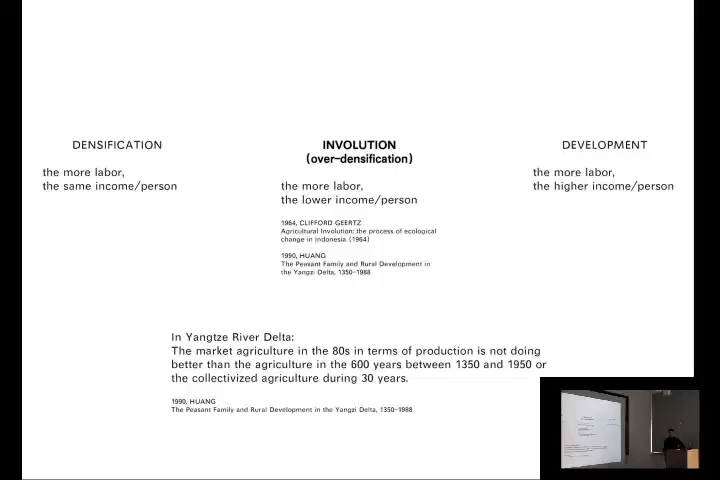 DENSIFICATION
the more labor,
the same income/person
INVOLUTION
(over-densification)
the more labor,
the lower income/person
1964, CLIFFORD GEERTZ
Agricultural Involution: the process of ecological
change in Indonesia (1964)
1990, HUANG
The Peasant Family and Rural Development in
the Yangzi Delta, 1350-1988
DEVELOPMENT
the more labor,
the higher income/person
In Yangtze River Delta:
The market agriculture in the 80s in terms of production is not doing
better than the agriculture in the 600 years between 1350 and 1950 or
the collectivized agriculture during 30 years.
1990, HUANG
The Peasant Family and Rural Development in the Yangzi Delta, 1350-1988